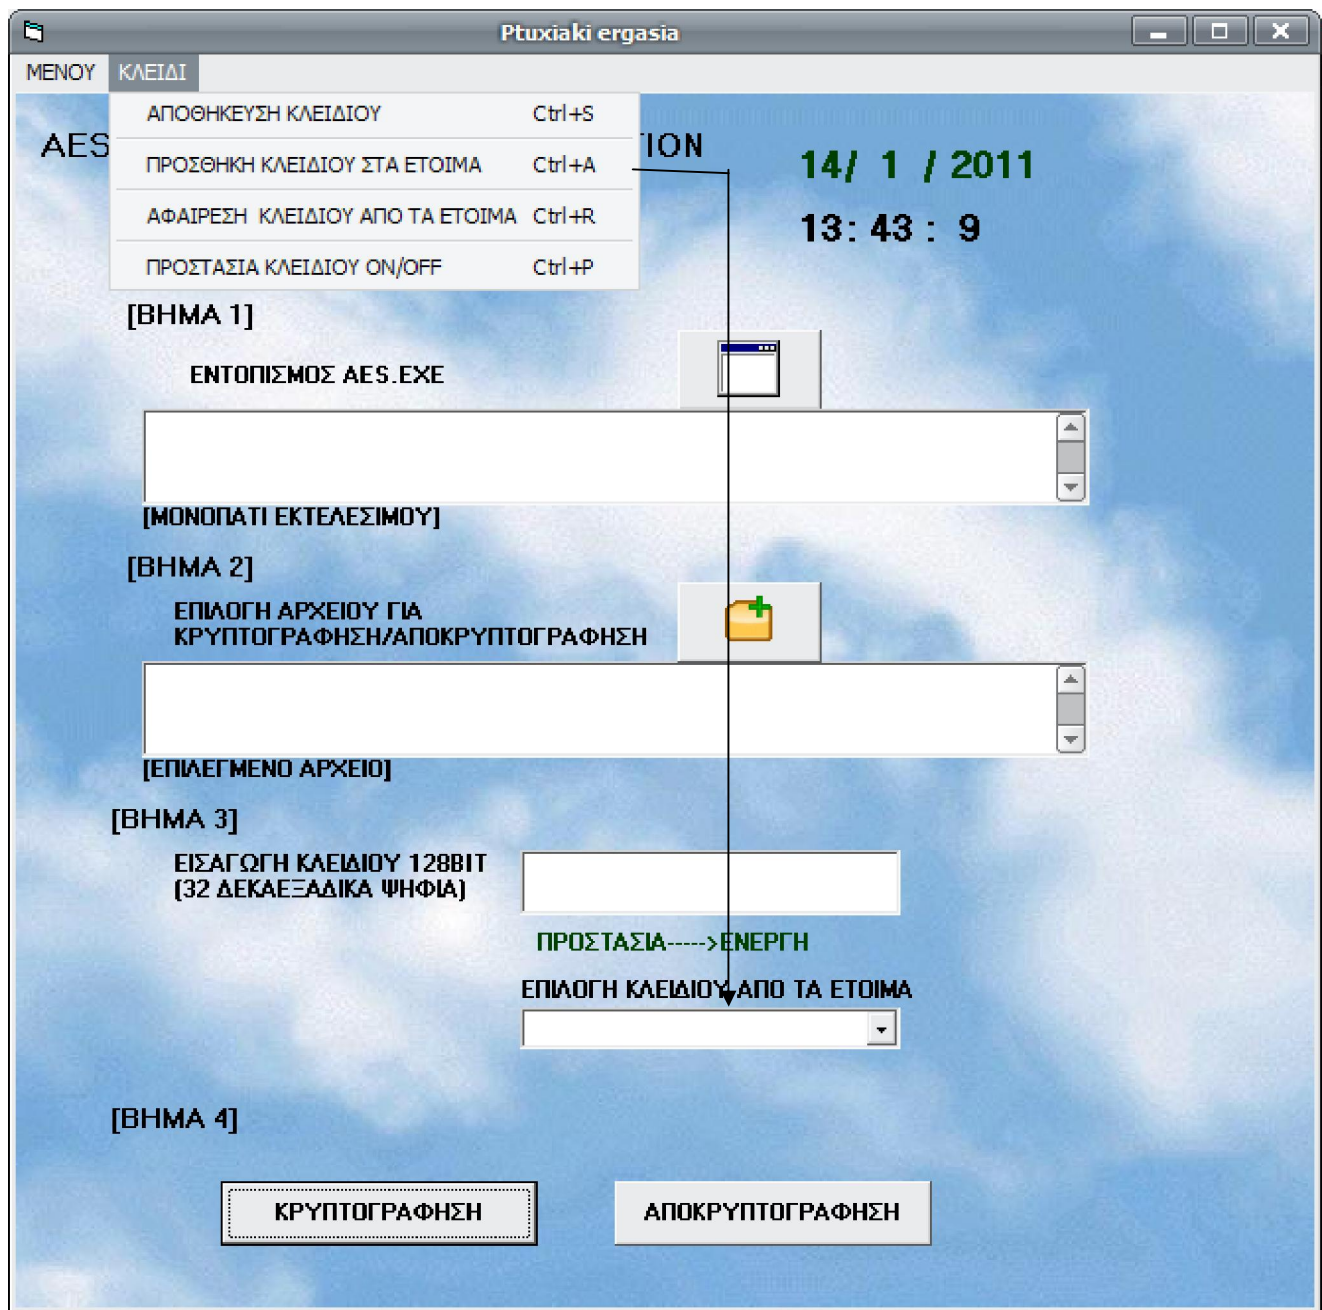 Ptuxiaki ergasia
ΜΕΝΟΥ ΚΛΕΙΔΙ
ΑΠΟΘΗΚΕΥΣΗ ΚΛΕΙΔΙΟΥ Ctrl+S
ΠΡΟΣΘΗΚΗ ΚΛΕΙΔΙΟΥ ΣΤΑ ΕΤΟΙΜΑ Ctrl+A
ΑΦΑΙΡΕΣΗ ΚΛΕΙΔΙΟΥ ΑΠΟ ΤΑ ΕΤΟΙΜΑ Ctrl+R
ΠΡΟΣΤΑΣΙΑ ΚΛΕΙΔΙΟΥ ON/OFF Ctrl+P
AES
14/ 1 / 2011
13: 43 : 9
[ΒΗΜΑ 1]
ΕΝΤΟΠΙΣΜΟΣ AES.EXE
[ΜΟΝΟΠΑΤΙ ΕΚΤΕΛΕΣΙΜΟΥ]
[ΒΗΜΑ 2]
ΕΠΙΛΟΓΗ ΑΡΧΕΙΟΥ ΓΙΑ
ΚΡΥΠΤΟΓΡΑΦΗΣΗ/ΑΠΟΚΡΥΠΤΟΓΡΑΦΗΣΗ
[ΕΠΙΛΕΓΜΕΝΟ ΑΡΧΕΙΟ]
[ΒΗΜΑ 3]
ΕΙΣΑΓΩΓΗ ΚΛΕΙΔΙΟΥ 128BIT
(32 ΔΕΚΑΕΞΑΔΙΚΑ ΨΗΦΙΑ)
ΠΡΟΣΤΑΣΙΑ----->ΕΝΕΡΓΗ
ΕΠΙΛΟΓΗ ΚΛΕΙΔΙΟΥ ΑΠΟ ΤΑ ΕΤΟΙΜΑ
[ΒΗΜΑ 4]
ΚΡΥΠΤΟΓΡΑΦΗΣΗ
ΑΠΟΚΡΥΠΤΟΓΡΑΦΗΣΗ